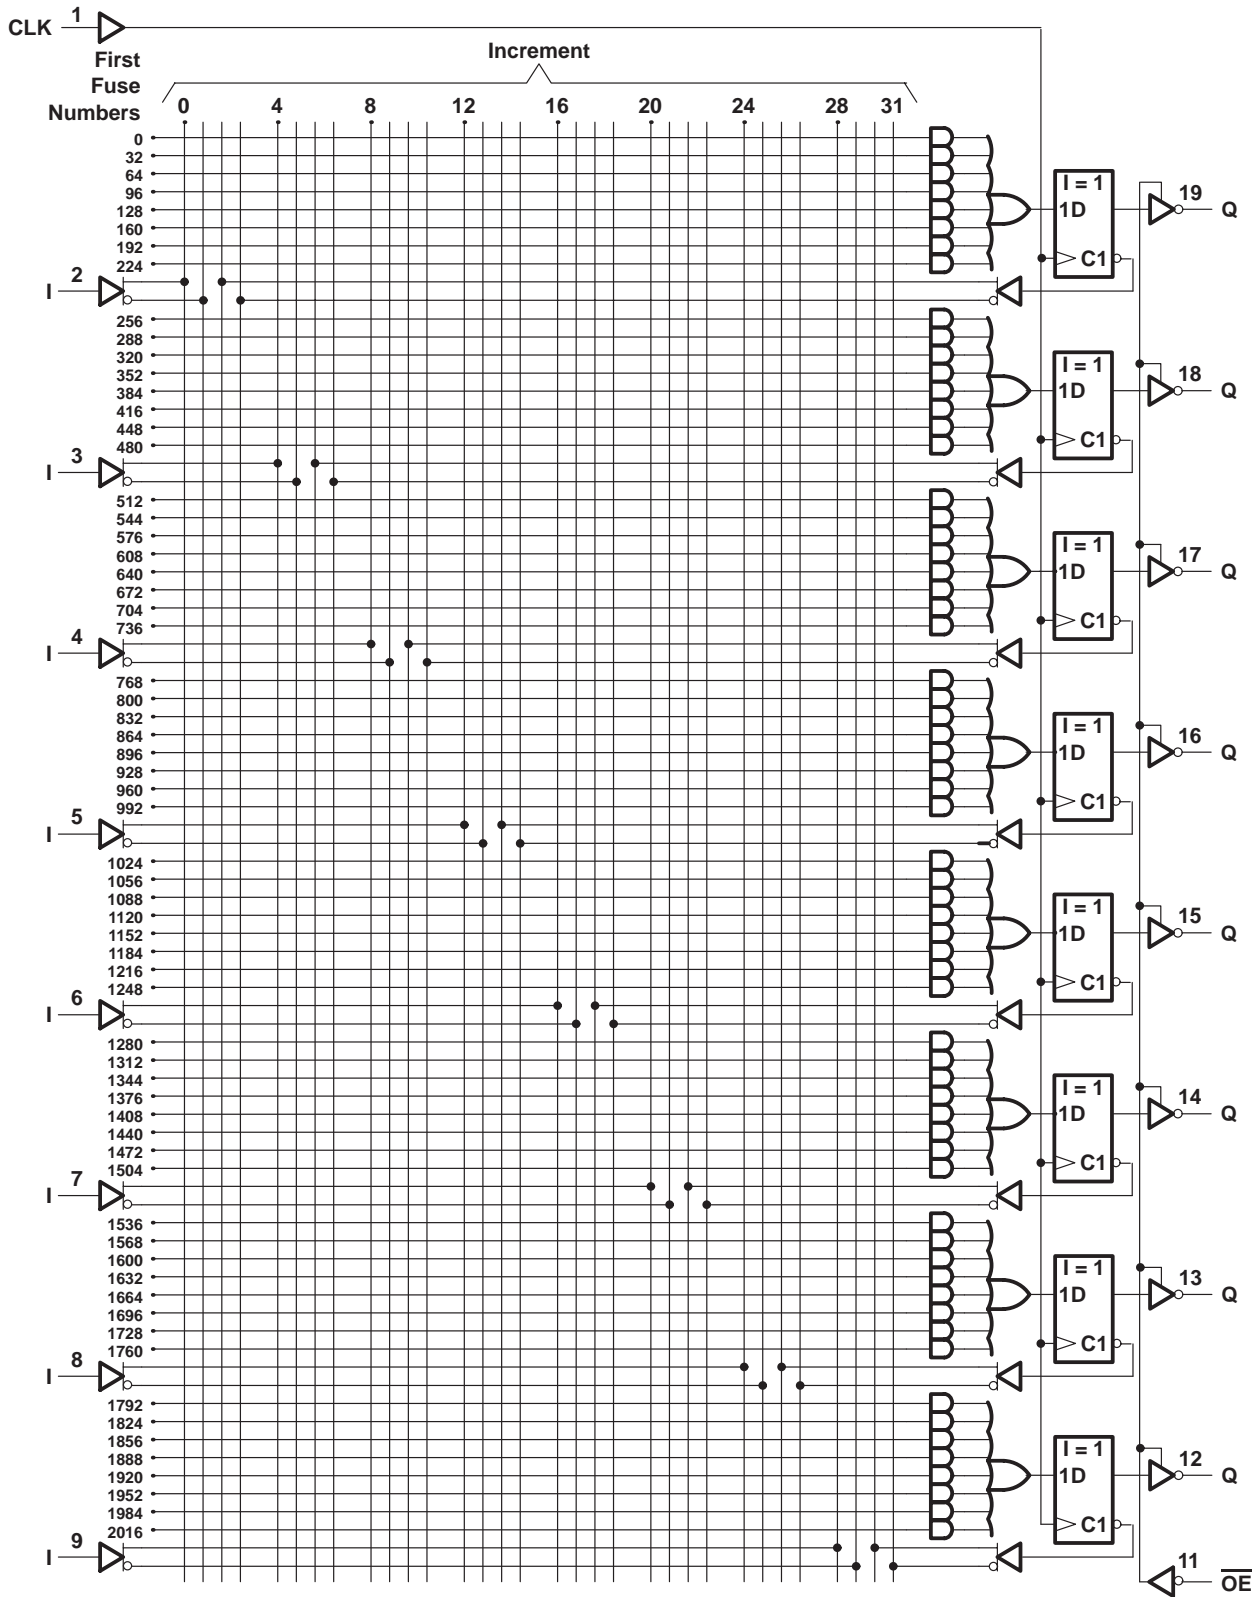 CLK 1
First Fuse Numbers
Increment
0 4 8 12 16 20 24 28 31
0
32
64
96
128
160
192
224
I = 1
1D
C1
19 Q
2
I
256
288
320
352
384
416
448
480
I = 1
1D
C1
18 Q
3
I
512
544
576
608
640
672
704
736
I = 1
1D
C1
17 Q
4
I
768
800
832
864
896
928
960
992
I = 1
1D
C1
16 Q
5
I
1024
1056
1088
1120
1152
1184
1216
1248
I = 1
1D
C1
15 Q
6
I
1280
1312
1344
1376
1408
1440
1472
1504
I = 1
1D
C1
14 Q
7
I
1536
1568
1600
1632
1664
1696
1728
1760
I = 1
1D
C1
13 Q
8
I
1792
1824
1856
1888
1920
1952
1984
2016
I = 1
1D
C1
12 Q
9
I
11 O̅E̅